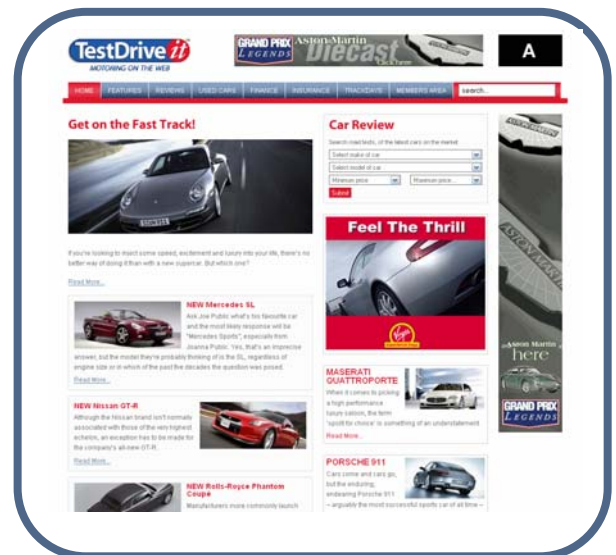 TestDrive it
MOTORING ON THE WEB
GRAND PRIX
LEGENDS
Aston-Martin
Diecast
Click here
A
HOME
FEATURES
REVIEWS
USED CARS
FINANCE
INSURANCE
TRACKDAYS
MEMBERS AREA
search...
Get on the Fast Track!
If you're looking to inject some speed, excitement and luxury into your life, there's no
better way of doing it than with a new supercar. But which one?
Read More...
NEW Mercedes SL
Ask Joe Public what's his favourite car
and the most likely response will be
"Mercedes Sports", especially from
Joanna Public. Yes, that's an imprecise
answer, but the model they're probably thinking of is the SL, regardless of
engine size or in which of the past five decades the question was posed.
Read More...
NEW Nissan GT-R
Although the Nissan brand isn't normally
associated with those of the very highest
echelon, an exception has to be made for
the company's all-new GT-R.
Read More...
NEW Rolls-Royce Phantom
Coupé
Manufacturers more commonly launch
Car Review
Search road tests, of the latest cars on the market
Select make of car
Select model of car
Minimum price
Maximum price...
Submit
Feel The Thrill
Virgin
MASERATI
QUATTROPORTE
When it comes to picking
a high performance
luxury saloon, the term
'spoilt for choice' is something of an understatement
Read More...
PORSCHE 911
Cars come and cars go,
but the enduring,
endearing Porsche 911
– arguably the most successful sports car of all time –
ASTON MARTIN
Aston Martin
here
GRAND PRIX
LEGENDS